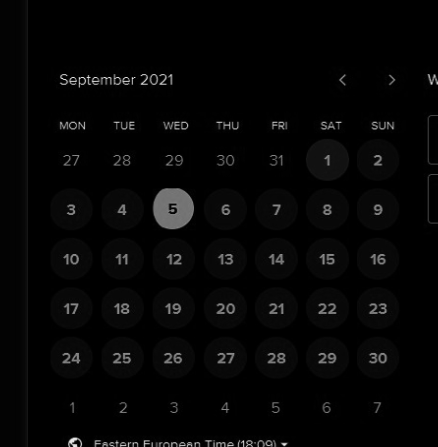 September 2021
W
MON TUE WED THU FRI SAT SUN
27 28 29 30 31 1 2
3 4 5 6 7 8 9
10 11 12 13 14 15 16
17 18 19 20 21 22 23
24 25 26 27 28 29 30
1 2 3 4 5 6 7
Eastern European Time (18:09)